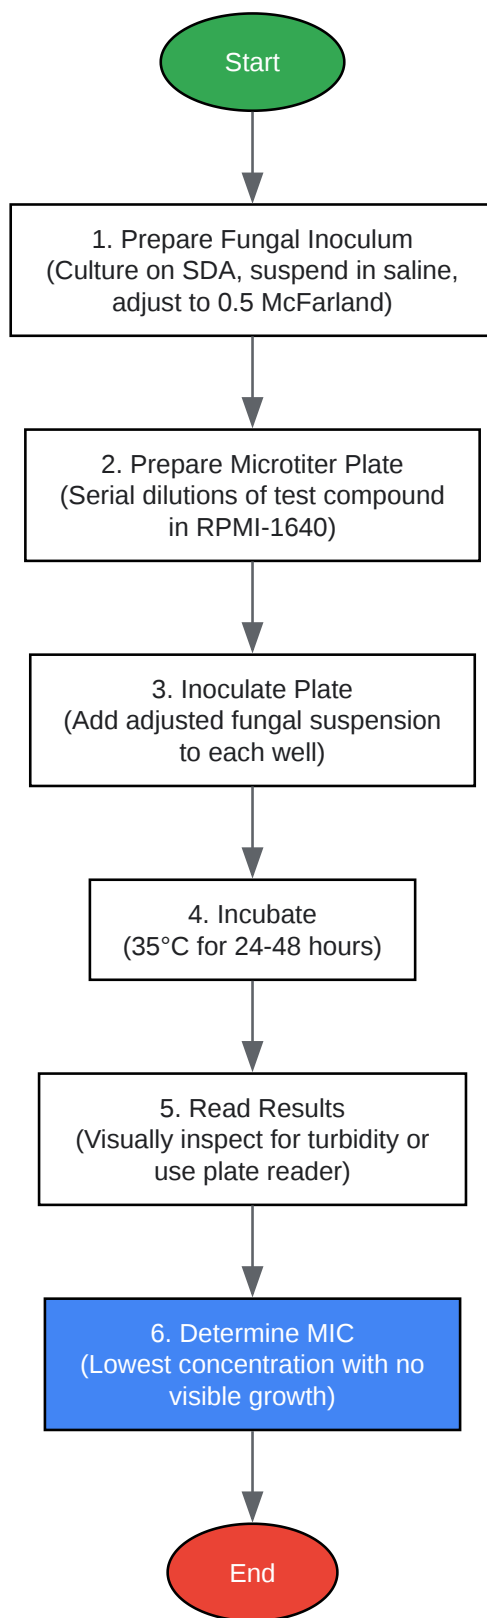 Start
1. Prepare Fungal Inoculum
(Culture on SDA, suspend in saline,
adjust to 0.5 McFarland)
2. Prepare Microtiter Plate
(Serial dilutions of test compound
in RPMI-1640)
3. Inoculate Plate
(Add adjusted fungal suspension
to each well)
4. Incubate
(35°C for 24-48 hours)
5. Read Results
(Visually inspect for turbidity or
use plate reader)
6. Determine MIC
(Lowest concentration with no
visible growth)
End